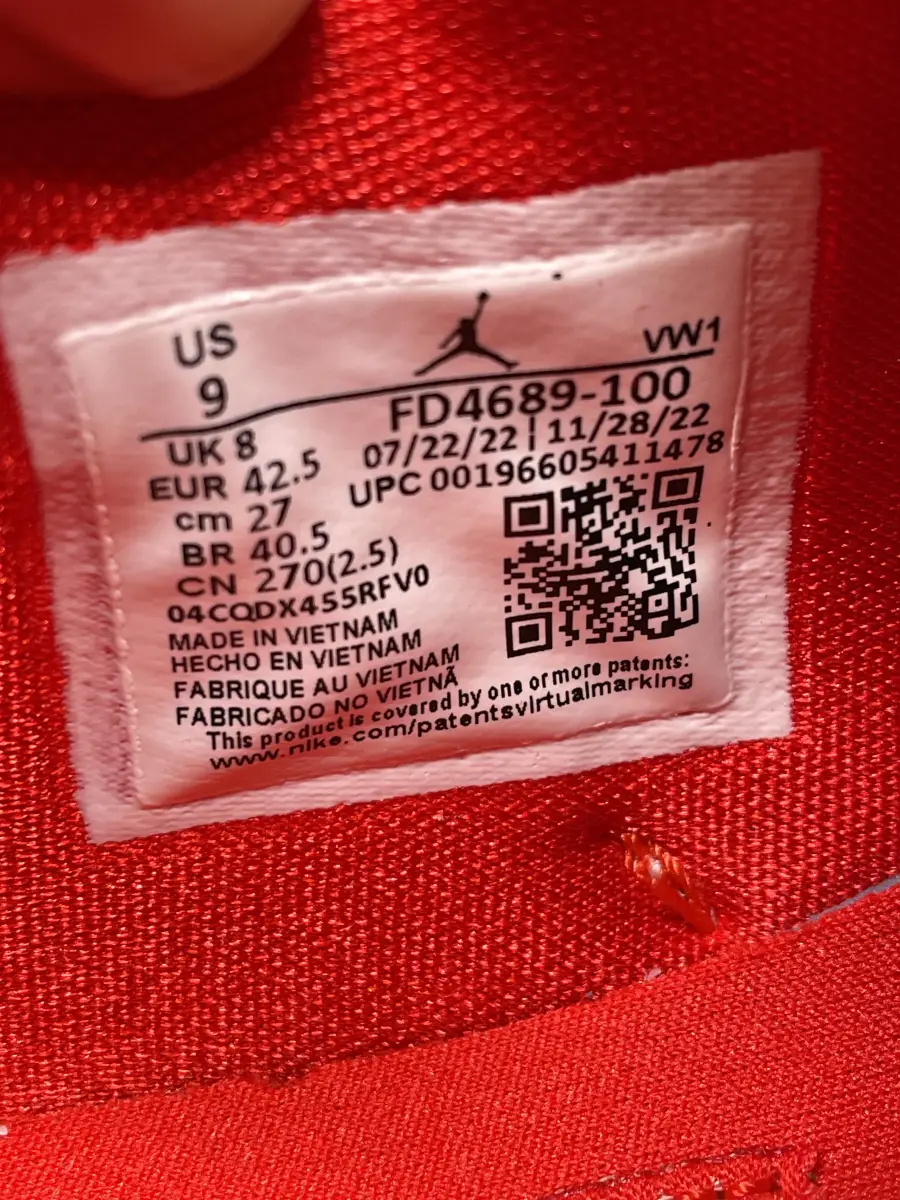 US
9
VW1
FD4689-100
07/22/22 | 11/28/22
UPC 00196605411478
UK 8
EUR 42.5
cm 27
BR 40.5
CN 270(2.5)
04CQDX455RFV0
MADE IN VIETNAM
HECHO EN VIETNAM
FABRIQUE AU VIETNAM
FABRICADO NO VIETNÃ
This product is covered by one or more patents:
www.nike.com/patentsvirtualmarking